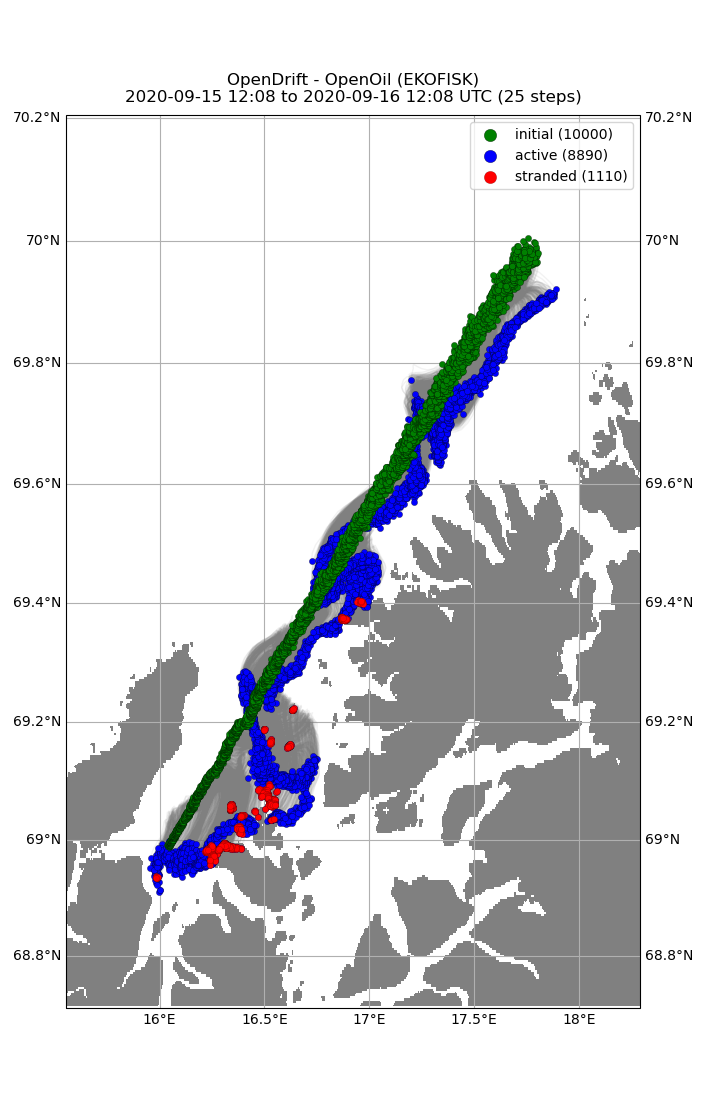 OpenDrift - OpenOil (EKOFISK)
2020-09-15 12:08 to 2020-09-16 12:08 UTC (25 steps)
70.2°N
70.2°N
initial (10000)
active (8890)
stranded (1110)
70°N
70°N
69.8°N
69.8°N
69.6°N
69.6°N
69.4°N
69.4°N
69.2°N
69.2°N
69°N
69°N
68.8°N
68.8°N
16°E
16.5°E
17°E
17.5°E
18°E